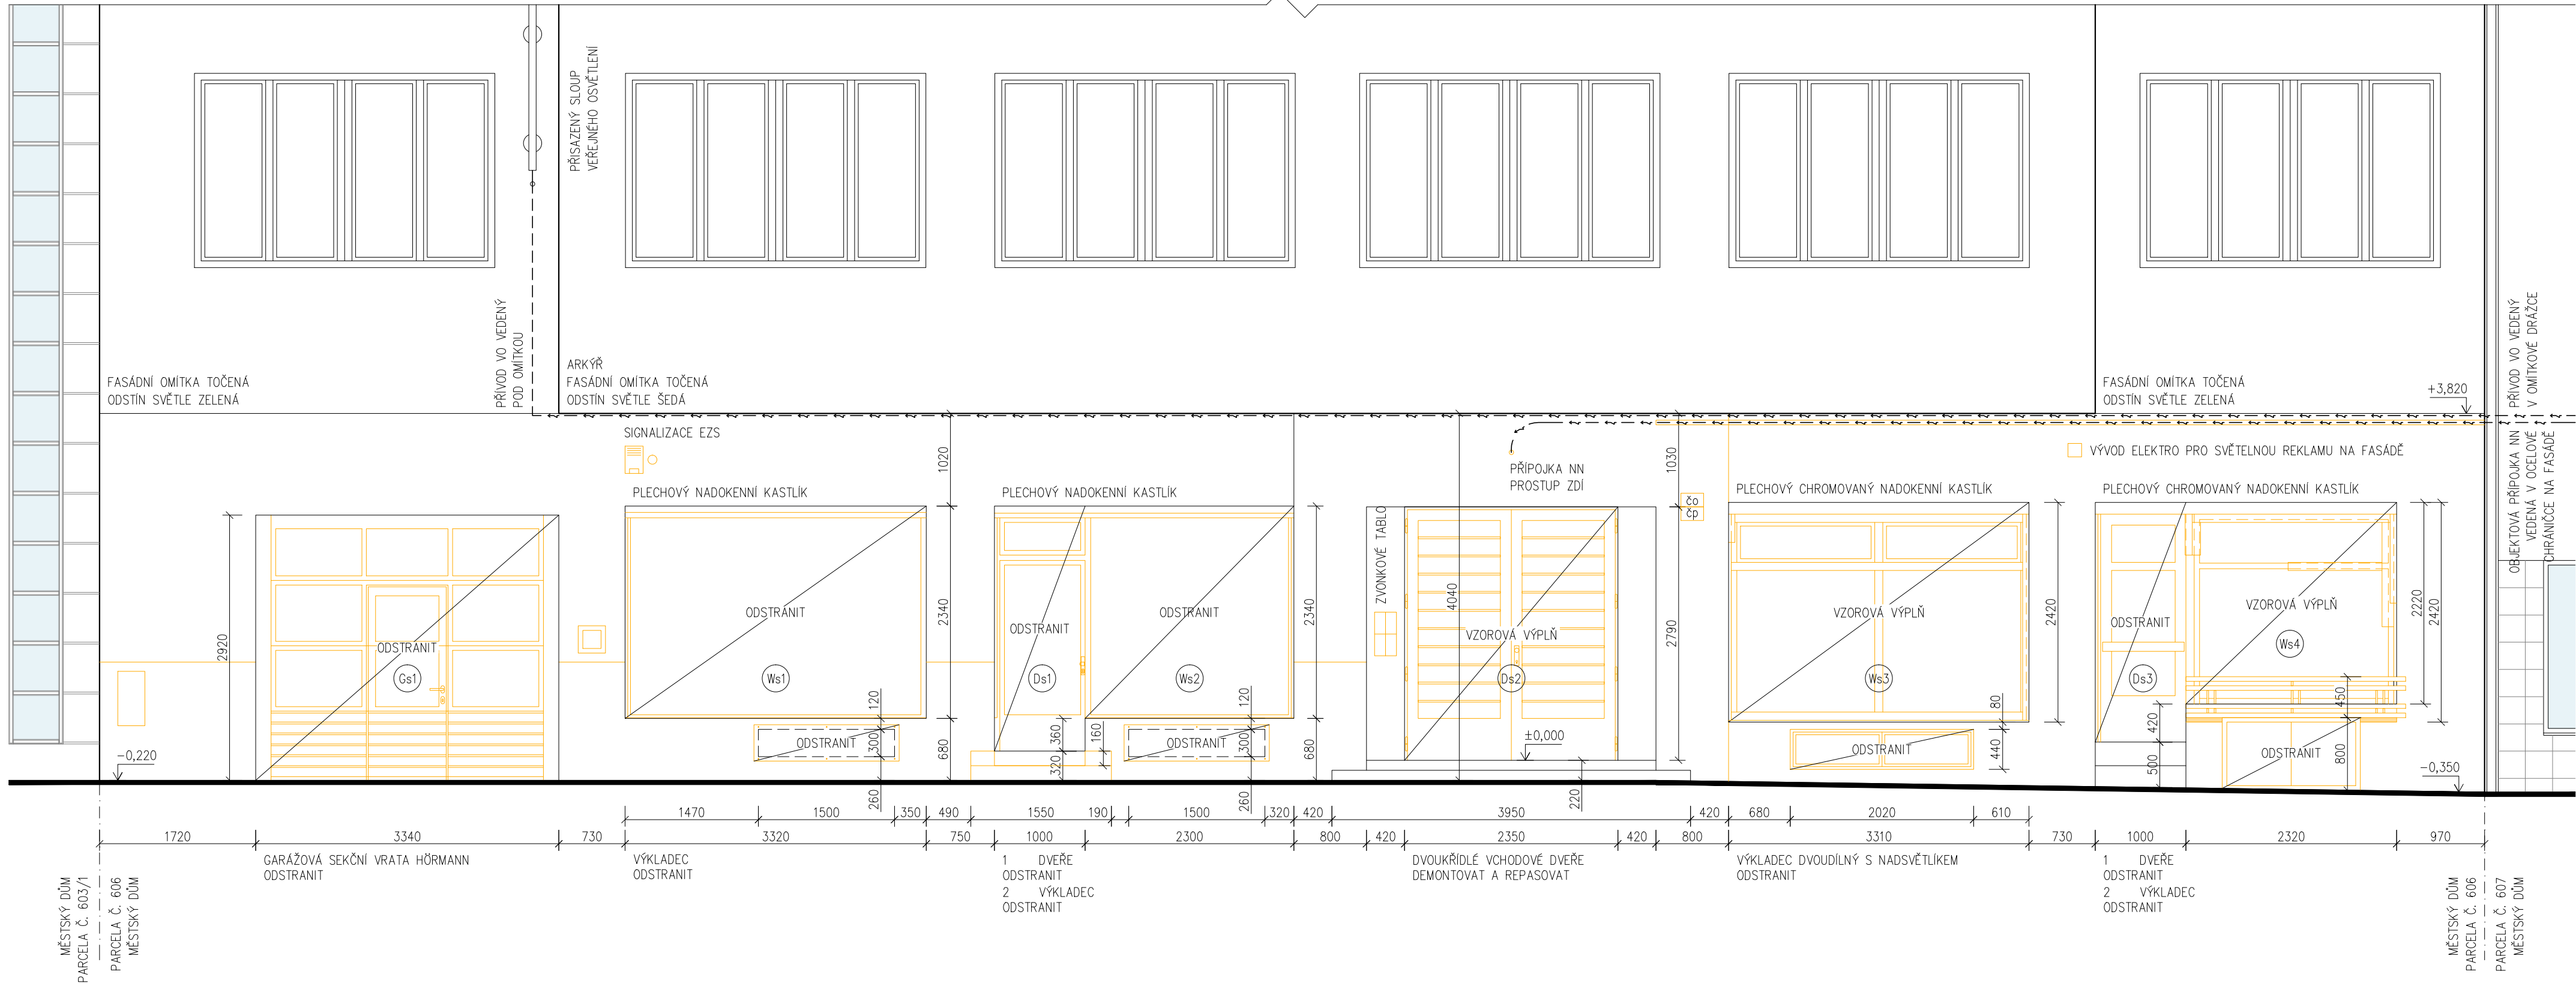 PŘISAZENÝ SLOUP
VEŘEJNÉHO OSVĚTLENÍ
PŘÍVOD VO VEDENÝ
POD OMÍTKOU
FASÁDNÍ OMÍTKA TOČENÁ
ODSTÍN SVĚTLE ZELENÁ
ARKÝŘ
FASÁDNÍ OMÍTKA TOČENÁ
ODSTÍN SVĚTLE ŠEDÁ
FASÁDNÍ OMÍTKA TOČENÁ
ODSTÍN SVĚTLE ZELENÁ
+3,820
PŘÍVOD VO VEDENÝ
V OMÍTKOVÉ DRÁŽCE
OBJEKTOVÁ PŘÍPOJKA NN
VEDENÁ V OCELOVÉ
CHRÁNIČCE NA FASÁDĚ
SIGNALIZACE EZS
1020
PŘÍPOJKA NN
PROSTUP ZDÍ
1030
VÝVOD ELEKTRO PRO SVĚTELNOU REKLAMU NA FASÁDĚ
PLECHOVÝ NADOKENNÍ KASTLÍK
PLECHOVÝ NADOKENNÍ KASTLÍK
PLECHOVÝ CHROMOVANÝ NADOKENNÍ KASTLÍK
PLECHOVÝ CHROMOVANÝ NADOKENNÍ KASTLÍK
čo
čp
ZVONKOVÉ TABLO
2920
ODSTRANIT
Gs1
ODSTRANIT
Ws1
2340
ODSTRANIT
Ds1
ODSTRANIT
Ws2
2340
4040
VZOROVÁ VÝPLŇ
Ds2
2790
VZOROVÁ VÝPLŇ
Ws3
2420
ODSTRANIT
Ds3
VZOROVÁ VÝPLŇ
Ws4
2220
2420
-0,220
ODSTRANIT
120
300
260
680
360
320
160
ODSTRANIT
120
300
260
680
±0,000
220
ODSTRANIT
80
440
420
500
ODSTRANIT
450
800
-0,350
1470
1500
350
490
1550
190
1500
320
420
3950
420
680
2020
610
1720
3340
730
3320
750
1000
2300
800
420
2350
420
800
3310
730
1000
2320
970
GARÁŽOVÁ SEKČNÍ VRATA HÖRMANN
ODSTRANIT
VÝKLADEC
ODSTRANIT
1 DVEŘE
ODSTRANIT
2 VÝKLADEC
ODSTRANIT
DVOUKŘÍDLÉ VCHODOVÉ DVEŘE
DEMONTOVAT A REPASOVAT
VÝKLADEC DVOUDÍLNÝ S NADSVĚTLÍKEM
ODSTRANIT
1 DVEŘE
ODSTRANIT
2 VÝKLADEC
ODSTRANIT
MĚSTSKÝ DŮM
PARCELA Č. 603/1
PARCELA Č. 606
MĚSTSKÝ DŮM
MĚSTSKÝ DŮM
PARCELA Č. 606
PARCELA Č. 607
MĚSTSKÝ DŮM